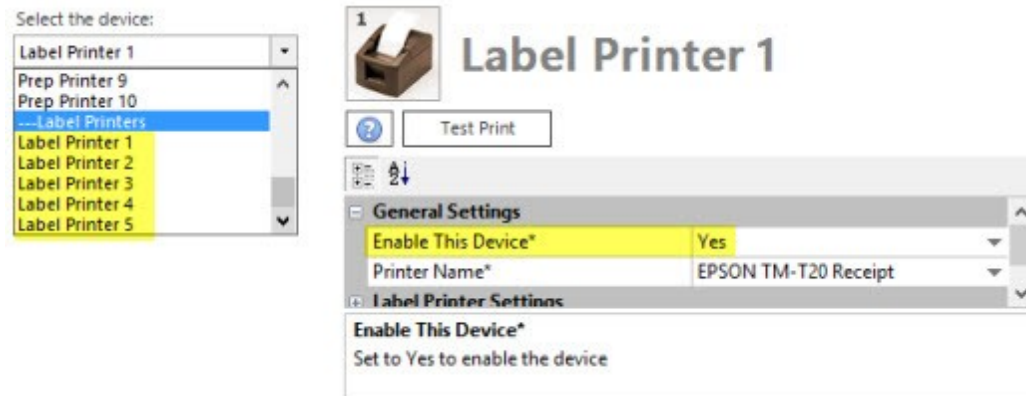 Select the device:
Label Printer 1
Prep Printer 9
Prep Printer 10
---Label Printers
Label Printer 1
Label Printer 2
Label Printer 3
Label Printer 4
Label Printer 5
1
Label Printer 1
? Test Print
A
Z
General Settings
Enable This Device* Yes
Printer Name* EPSON TM-T20 Receipt
Label Printer Settings
Enable This Device*
Set to Yes to enable the device